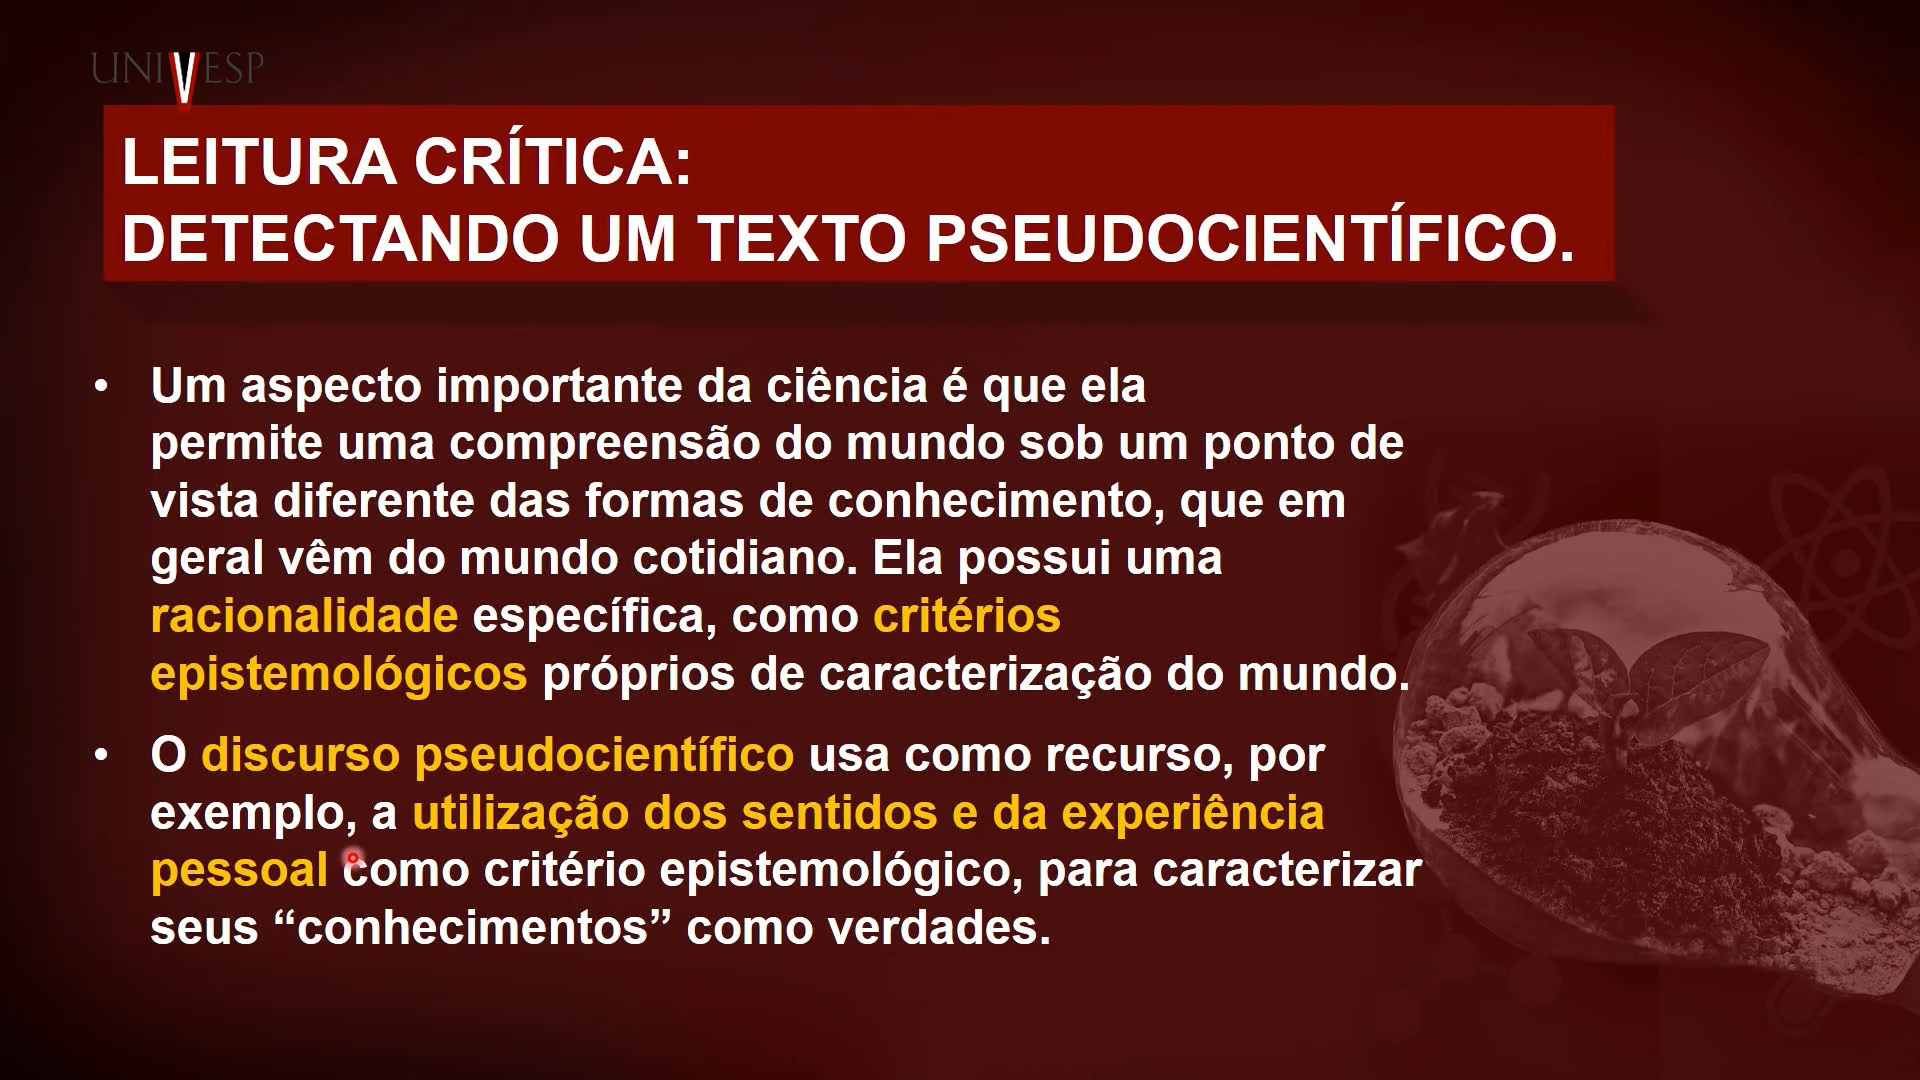 UNIVESP
LEITURA CRÍTICA:
DETECTANDO UM TEXTO PSEUDOCIENTÍFICO.
• Um aspecto importante da ciência é que ela
permite uma compreensão do mundo sob um ponto de
vista diferente das formas de conhecimento, que em
geral vêm do mundo cotidiano. Ela possui uma
racionalidade específica, como critérios
epistemológicos próprios de caracterização do mundo.
• O discurso pseudocientífico usa como recurso, por
exemplo, a utilização dos sentidos e da experiência
pessoal como critério epistemológico, para caracterizar
seus “conhecimentos” como verdades.